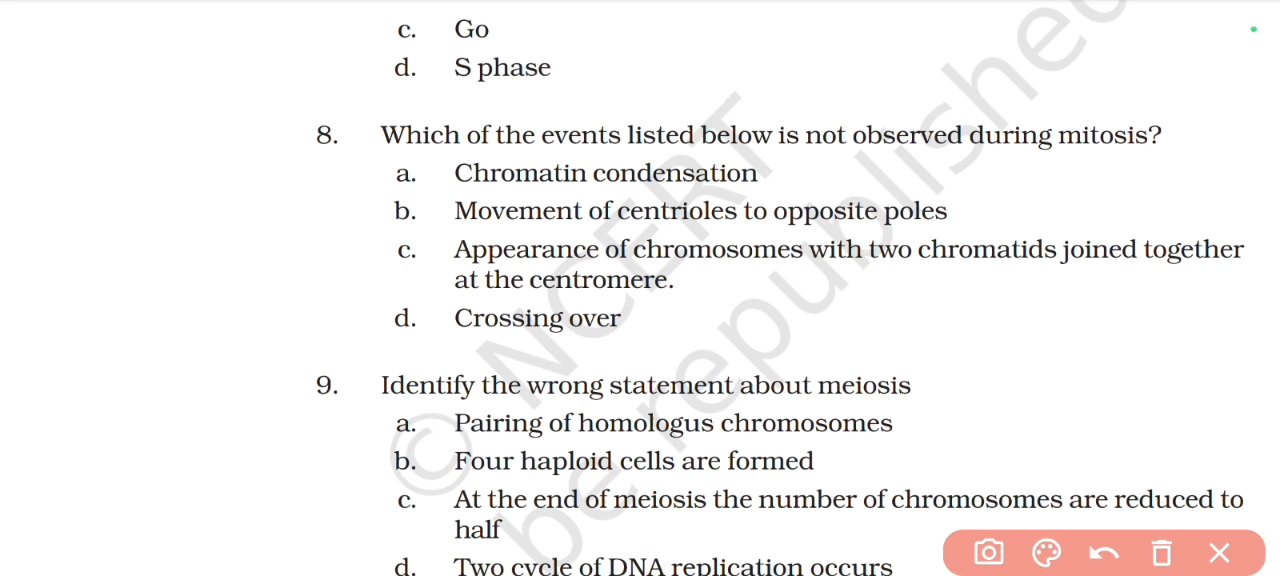 c. Go
d. S phase
8. Which of the events listed below is not observed during mitosis?
a. Chromatin condensation
b. Movement of centrioles to opposite poles
c. Appearance of chromosomes with two chromatids joined together
at the centromere.
d. Crossing over
9. Identify the wrong statement about meiosis
a. Pairing of homologus chromosomes
b. Four haploid cells are formed
c. At the end of meiosis the number of chromosomes are reduced to
half
d. Two cycle of DNA replication occurs
© NCERT
be republished